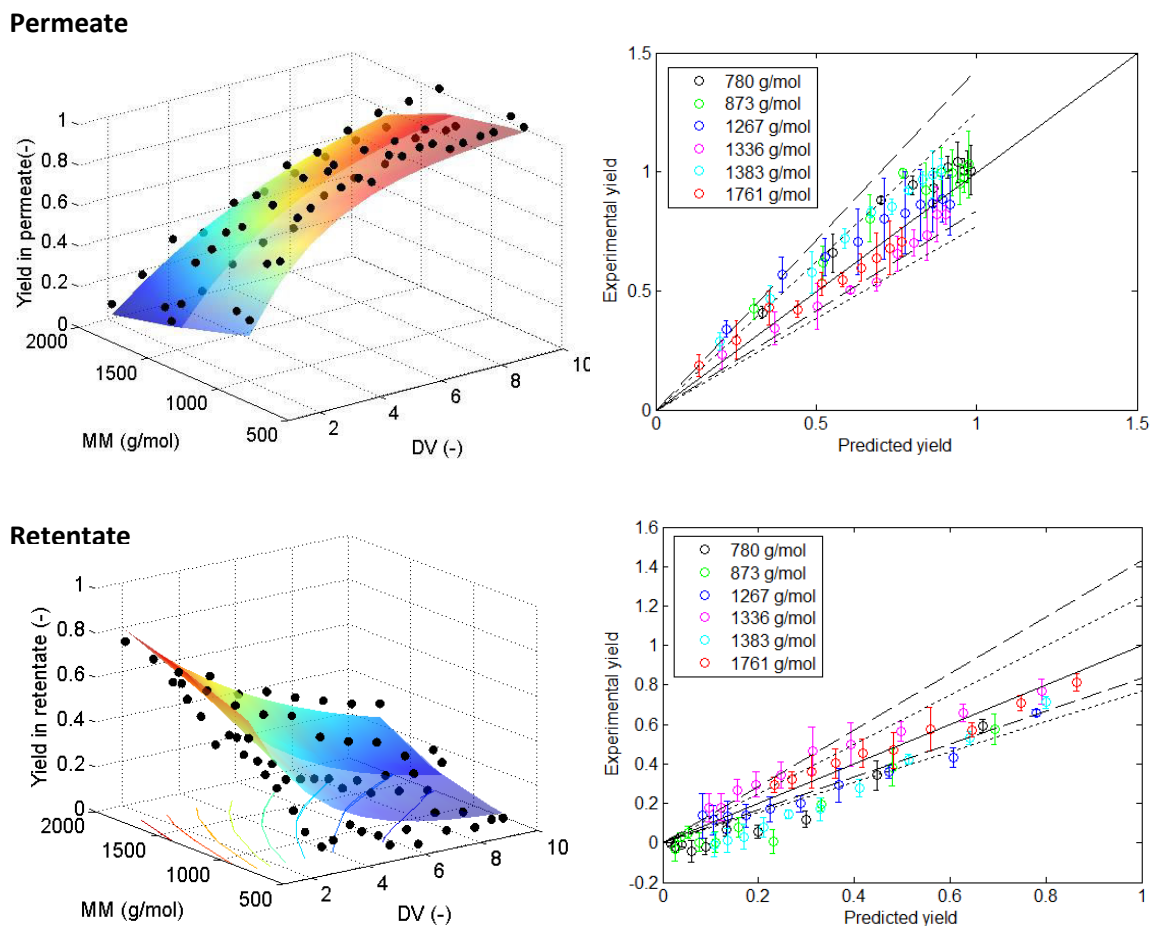 Permeate
Yield in permeate(-)
1
0.8
0.6
0.4
0.2
0
2000
1500
1000
500
MM (g/mol)
2
4
6
8
10
DV (-)
Experimental yield
1.5
1
0.5
0
780 g/mol
873 g/mol
1267 g/mol
1336 g/mol
1383 g/mol
1761 g/mol
0
0.5
1
1.5
Predicted yield
Retentate
Yield in retentate (-)
1
0.8
0.6
0.4
0.2
0
2000
1500
1000
500
MM (g/mol)
2
4
6
8
10
DV (-)
Experimental yield
1.6
1.4
1.2
1
0.8
0.6
0.4
0.2
0
-0.2
780 g/mol
873 g/mol
1267 g/mol
1336 g/mol
1383 g/mol
1761 g/mol
0
0.2
0.4
0.6
0.8
1
Predicted yield